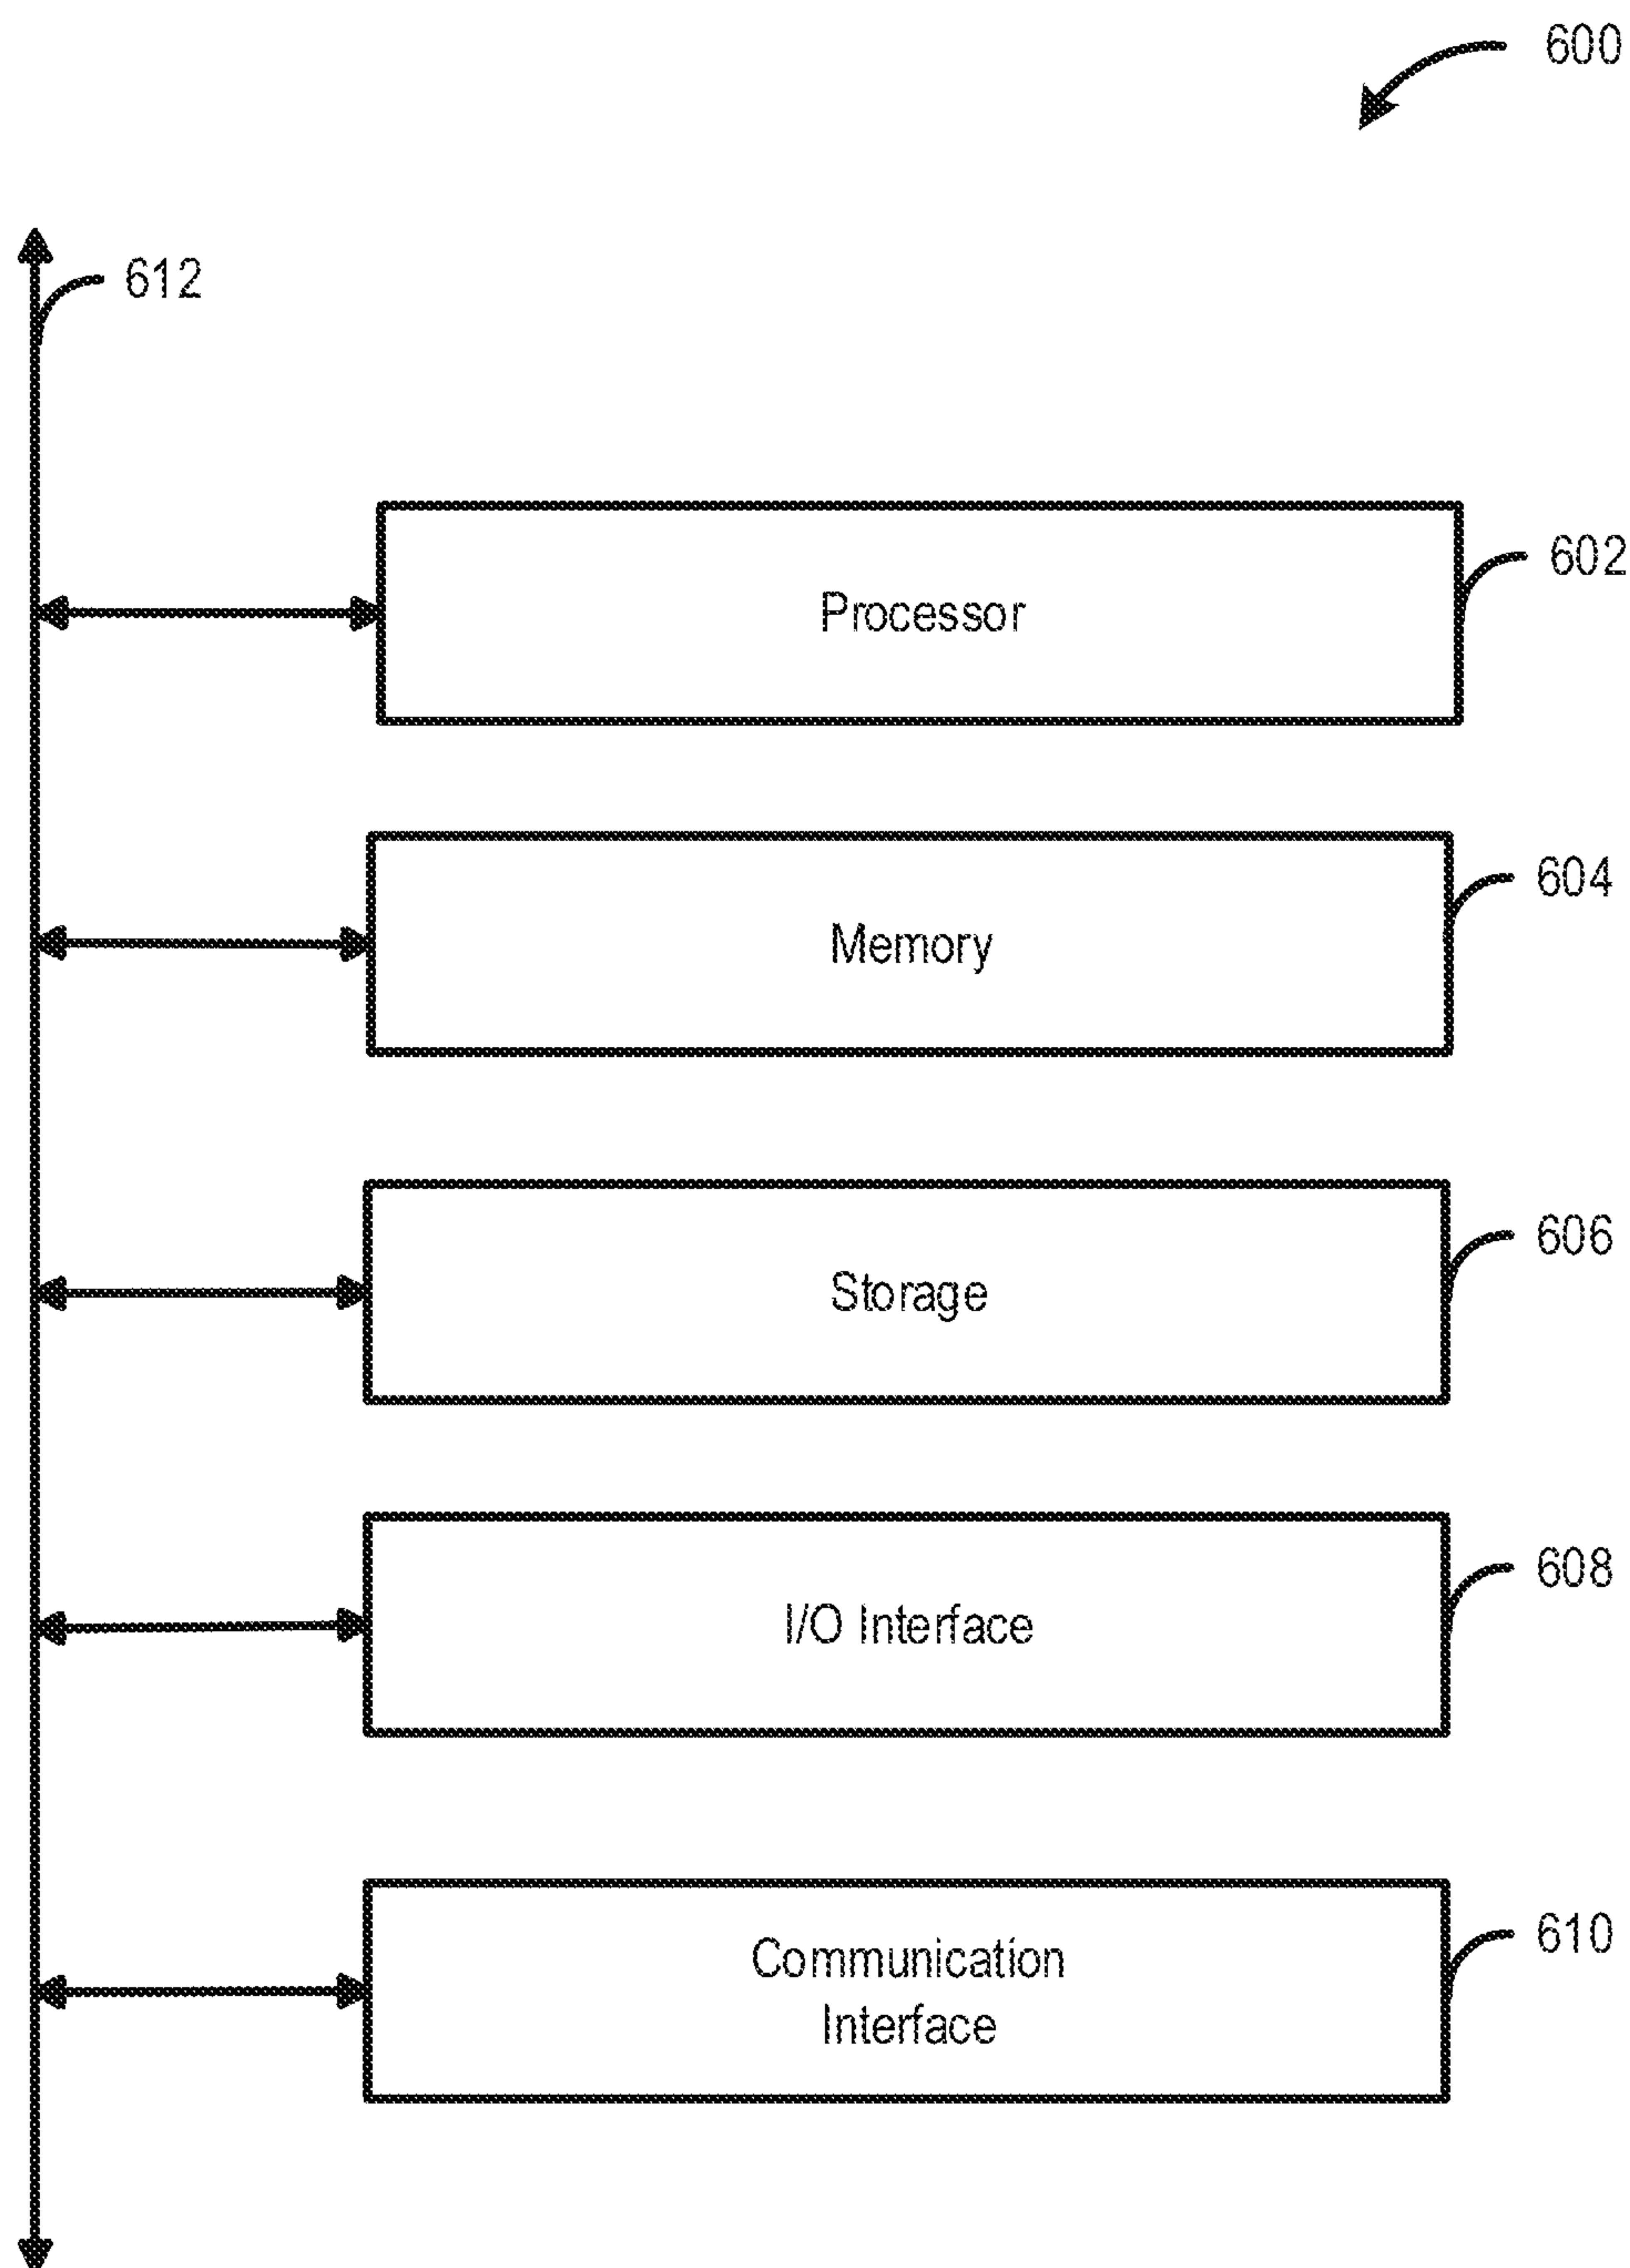 600
612
Processor
602
Memory
604
Storage
606
I/O Interface
608
Communication
Interface
610